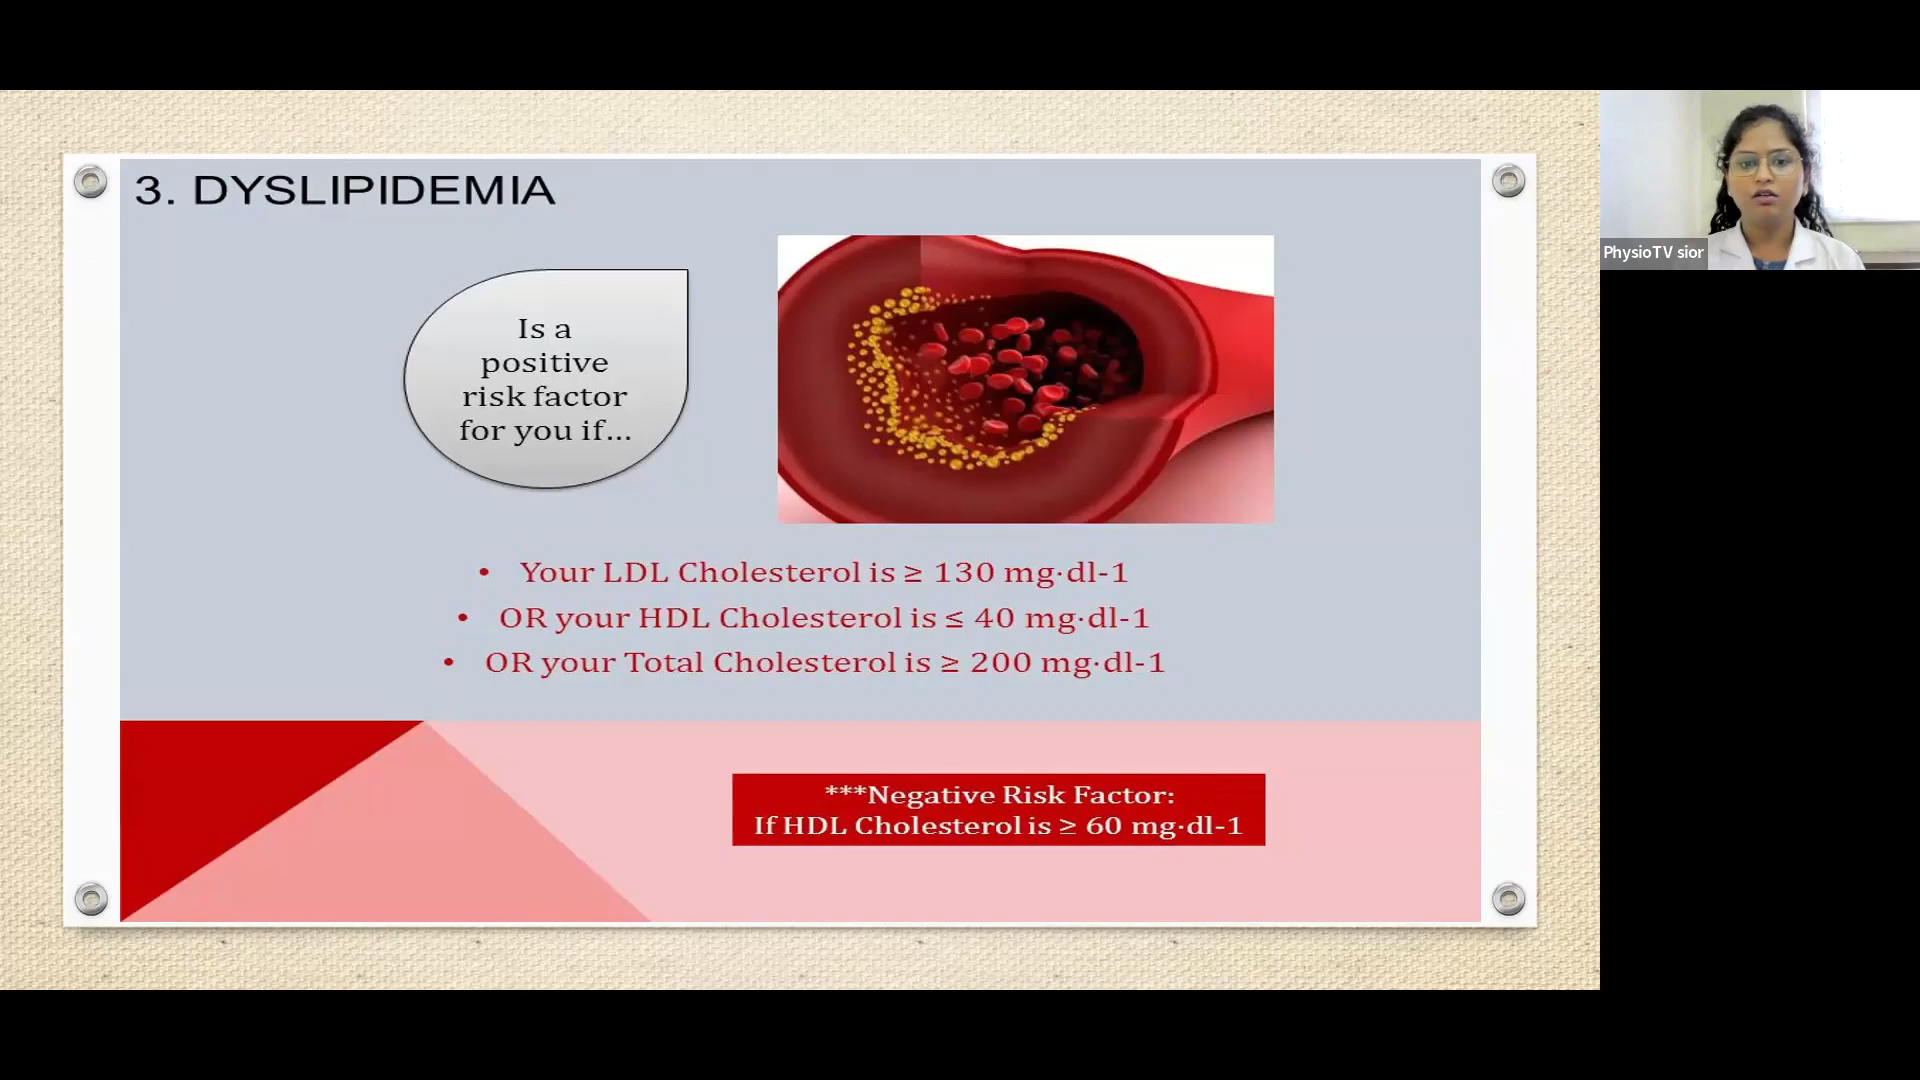 3. DYSLIPIDEMIA
Is a
positive
risk factor
for you if...
• Your LDL Cholesterol is ≥ 130 mg·dl-1
• OR your HDL Cholesterol is ≤ 40 mg·dl-1
• OR your Total Cholesterol is ≥ 200 mg·dl-1
***Negative Risk Factor:
If HDL Cholesterol is ≥ 60 mg·dl-1
PhysioTV sior